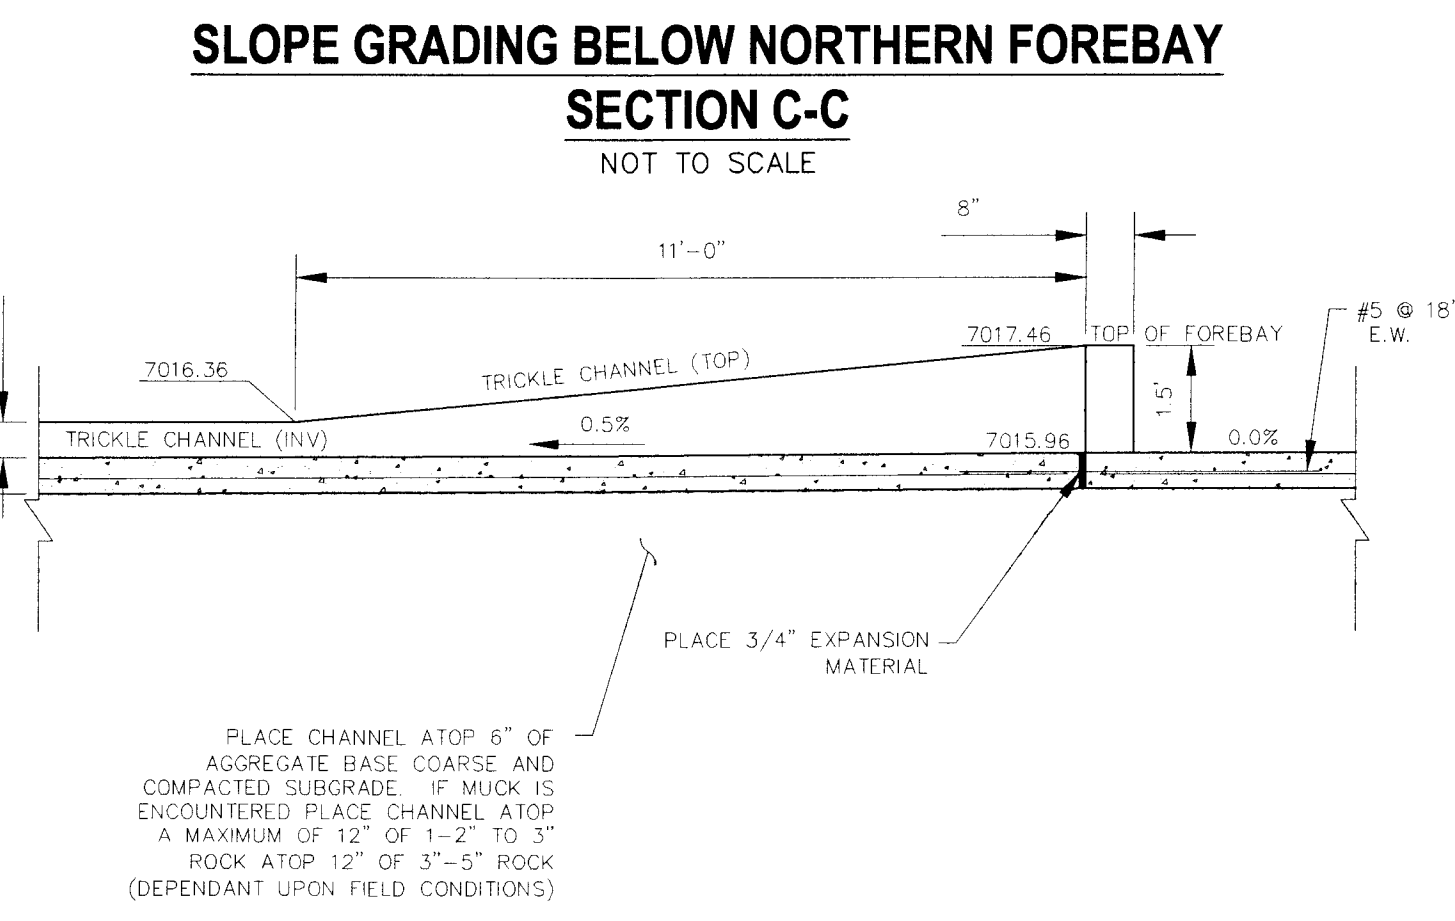 SLOPE GRADING BELOW NORTHERN FOREBAY
SECTION C-C
NOT TO SCALE
8"
11'-0"
#5 @ 18"
E.W.
7017.46 TOP OF FOREBAY
7016.36
TRICKLE CHANNEL (TOP)
1.5'
TRICKLE CHANNEL (INV)
0.5%
7015.96
0.0%
PLACE 3/4" EXPANSION
MATERIAL
PLACE CHANNEL ATOP 6" OF
AGGREGATE BASE COARSE AND
COMPACTED SUBGRADE. IF MUCK IS
ENCOUNTERED PLACE CHANNEL ATOP
A MAXIMUM OF 12" OF 1-2" TO 3"
ROCK ATOP 12" OF 3"-5" ROCK
(DEPENDANT UPON FIELD CONDITIONS)